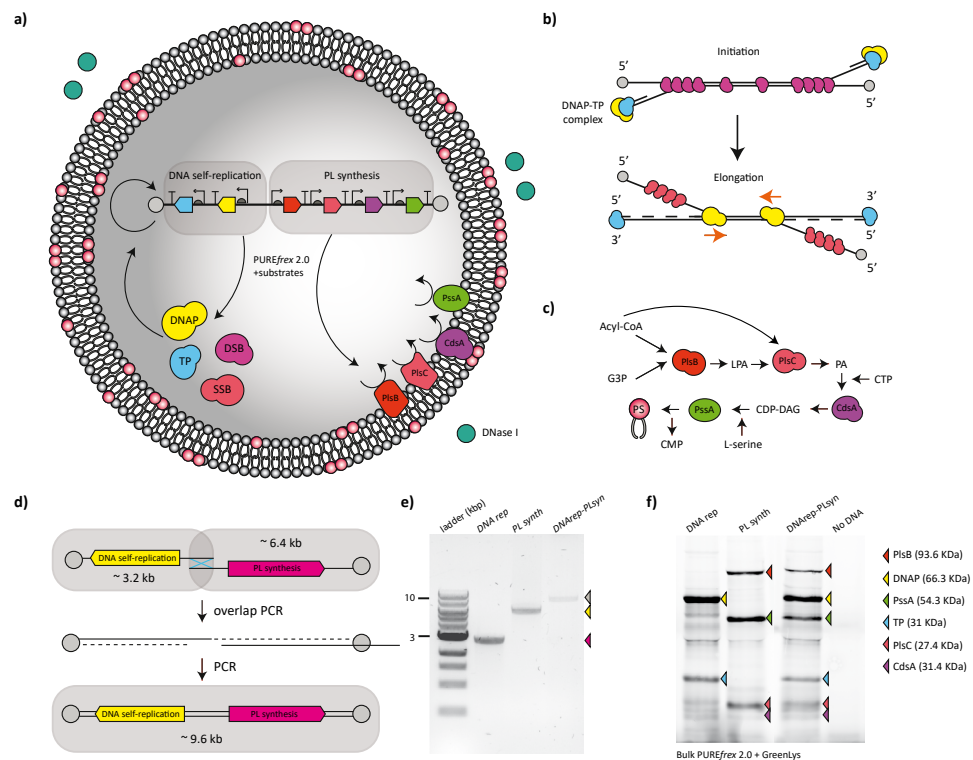 a)
DNA self-replication
PL synthesis
PUREfrex 2.0
+substrates
DNAP
TP
DSB
SSB
PssA
CdsA
PlsC
PlsB
DNase I
b)
Initiation
5’
5’
DNAP-TP
complex
Elongation
5’
3’
3’
5’
5’
c)
Acyl-CoA
G3P
PlsB
LPA
PlsC
PA
CTP
CdsA
CDP-DAG
PssA
PS
CMP
L-serine
d)
DNA self-replication
~ 3.2 kb
~ 6.4 kb
PL synthesis
overlap PCR
PCR
DNA self-replication
PL synthesis
~ 9.6 kb
e)
ladder (kbp)
DNA rep
PL synth
DNArep-PLsyn
10
3
f)
DNA rep
PL synth
DNArep-PLsyn
No DNA
PlsB (93.6 KDa)
DNAP (66.3 KDa)
PssA (54.3 KDa)
TP (31 KDa)
PlsC (27.4 KDa)
CdsA (31.4 KDa)
Bulk PUREfrex 2.0 + GreenLys